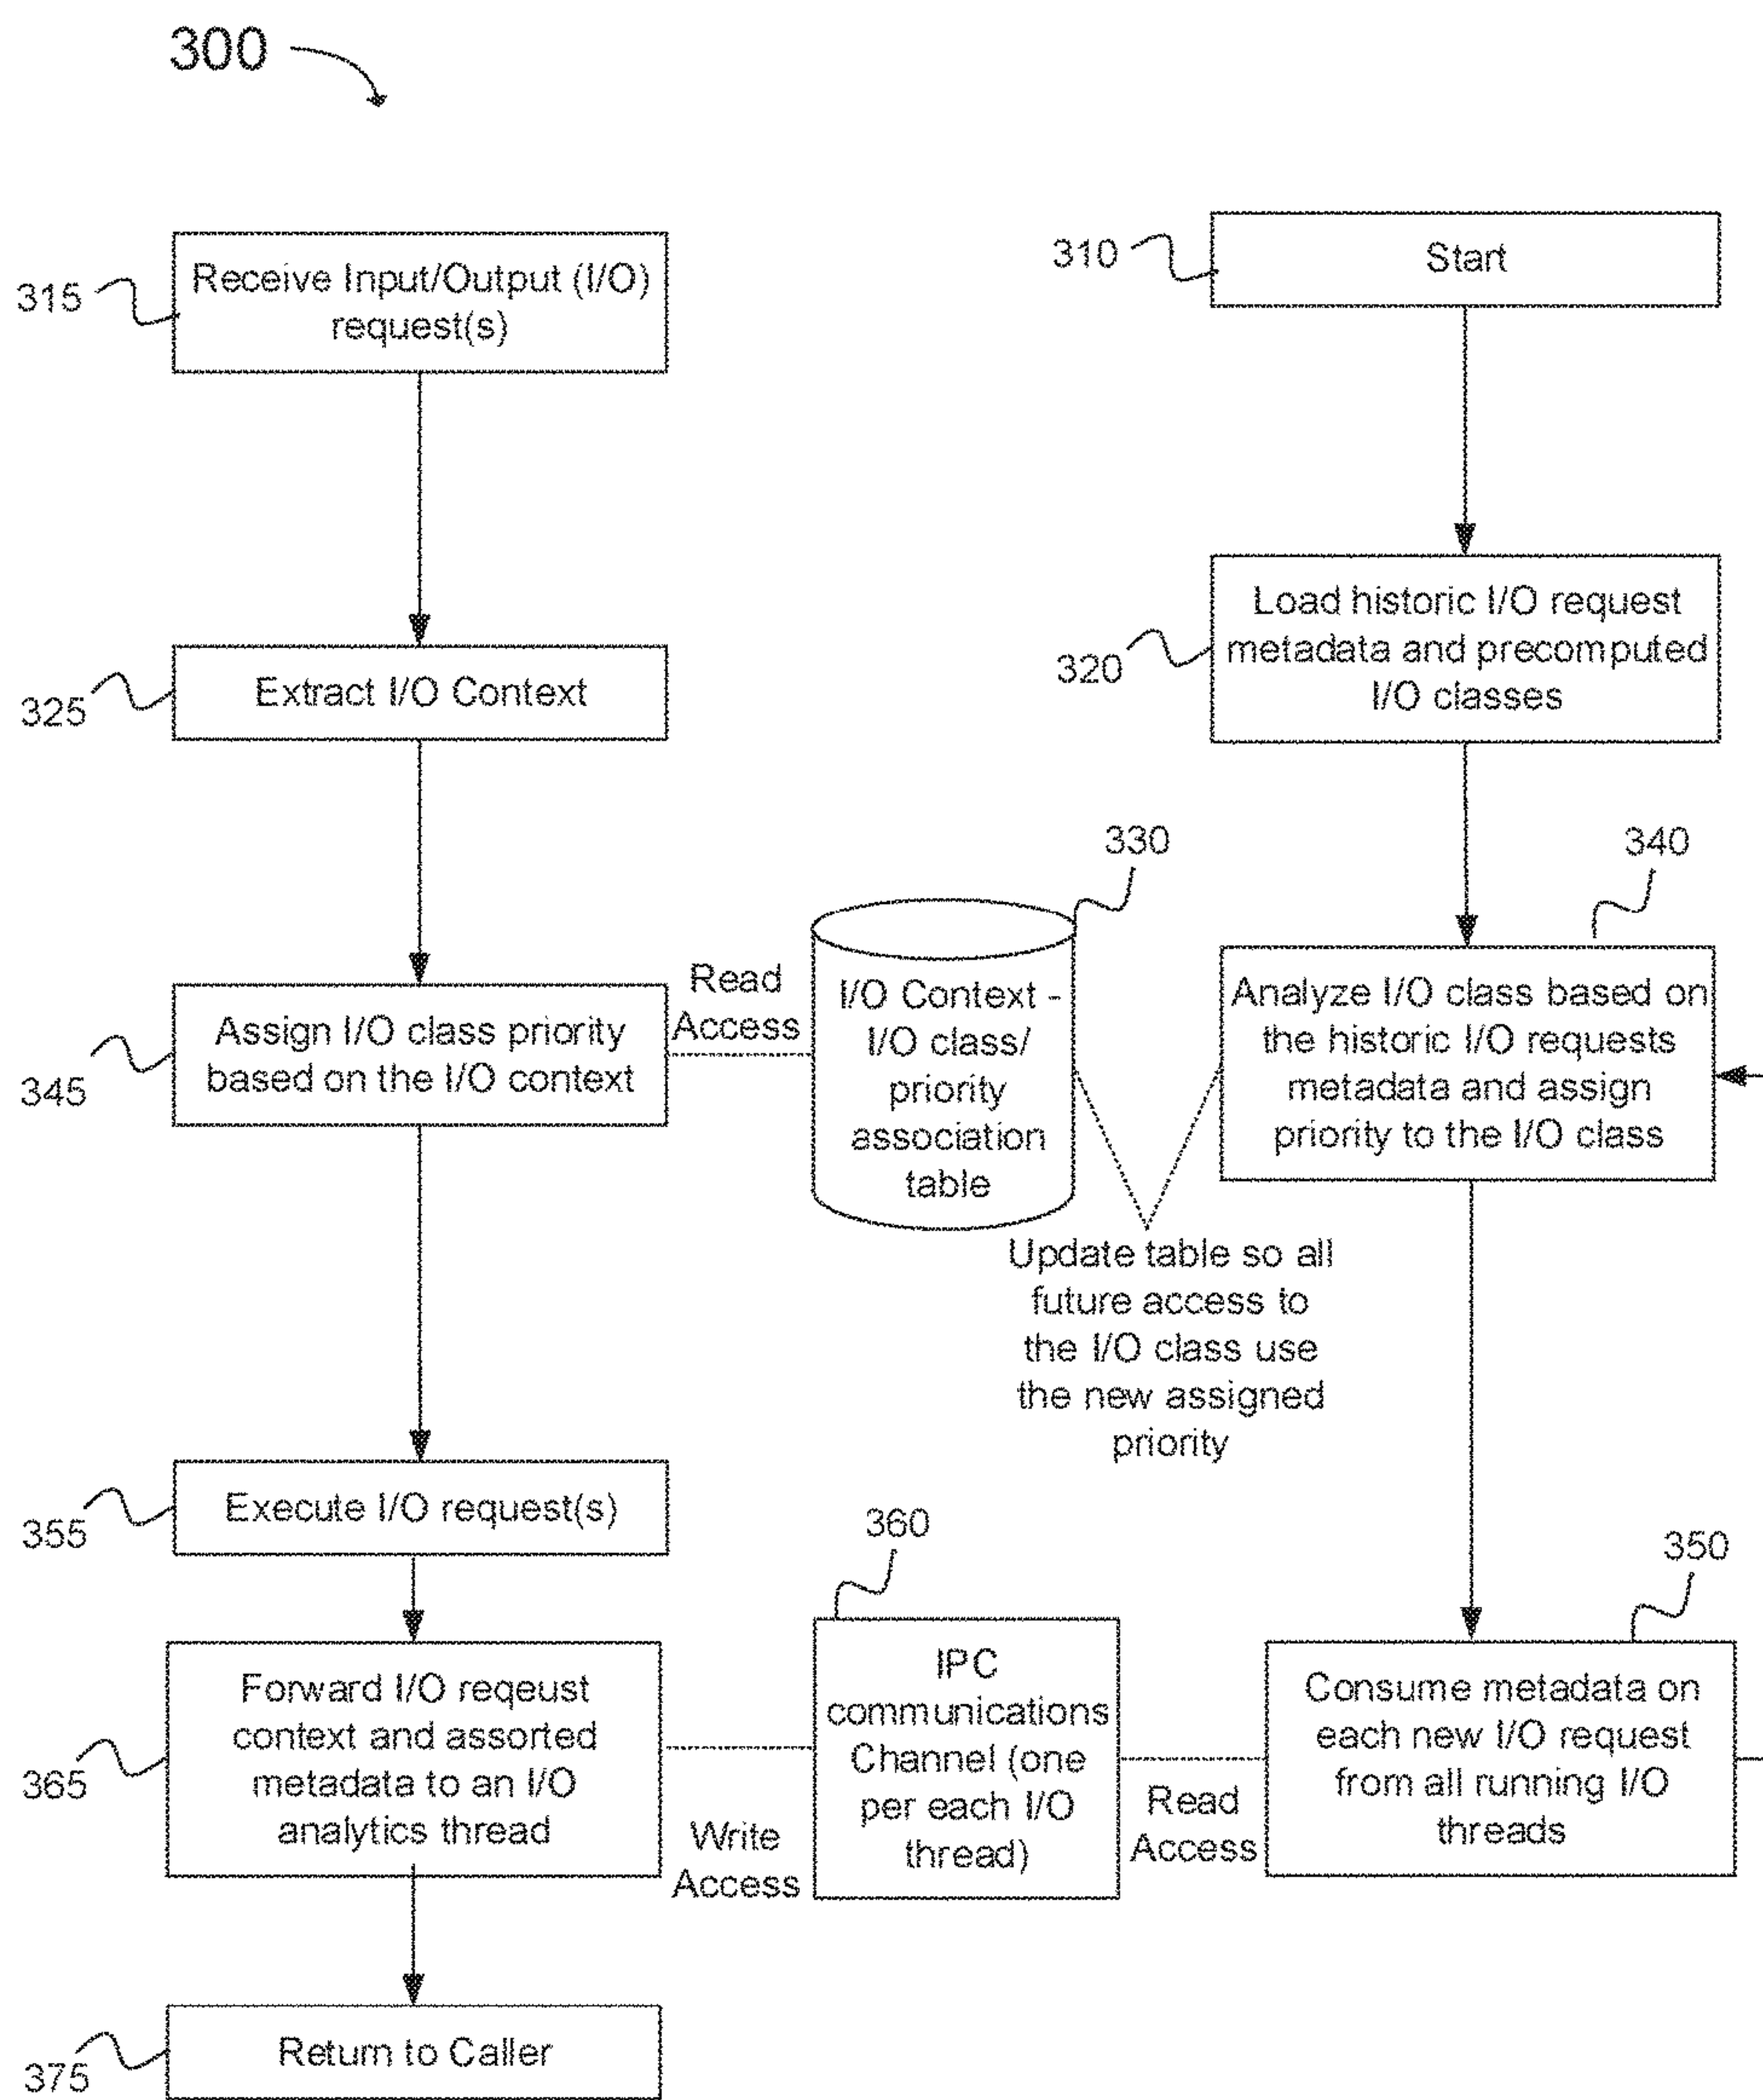 300
315
Receive Input/Output (I/O)
request(s)
310
Start
325
Extract I/O Context
320
Load historic I/O request
metadata and precomputed
I/O classes
345
Assign I/O class priority
based on the I/O context
Read
Access
330
I/O Context -
I/O class/
priority
association
table
340
Analyze I/O class based on
the historic I/O requests
metadata and assign
priority to the I/O class
Update table so all
future access to
the I/O class use
the new assigned
priority
355
Execute I/O request(s)
365
Forward I/O reqeust
context and assorted
metadata to an I/O
analytics thread
Write
Access
360
IPC
communications
Channel (one
per each I/O
thread)
Read
Access
350
Consume metadata on
each new I/O request
from all running I/O
threads
375
Return to Caller